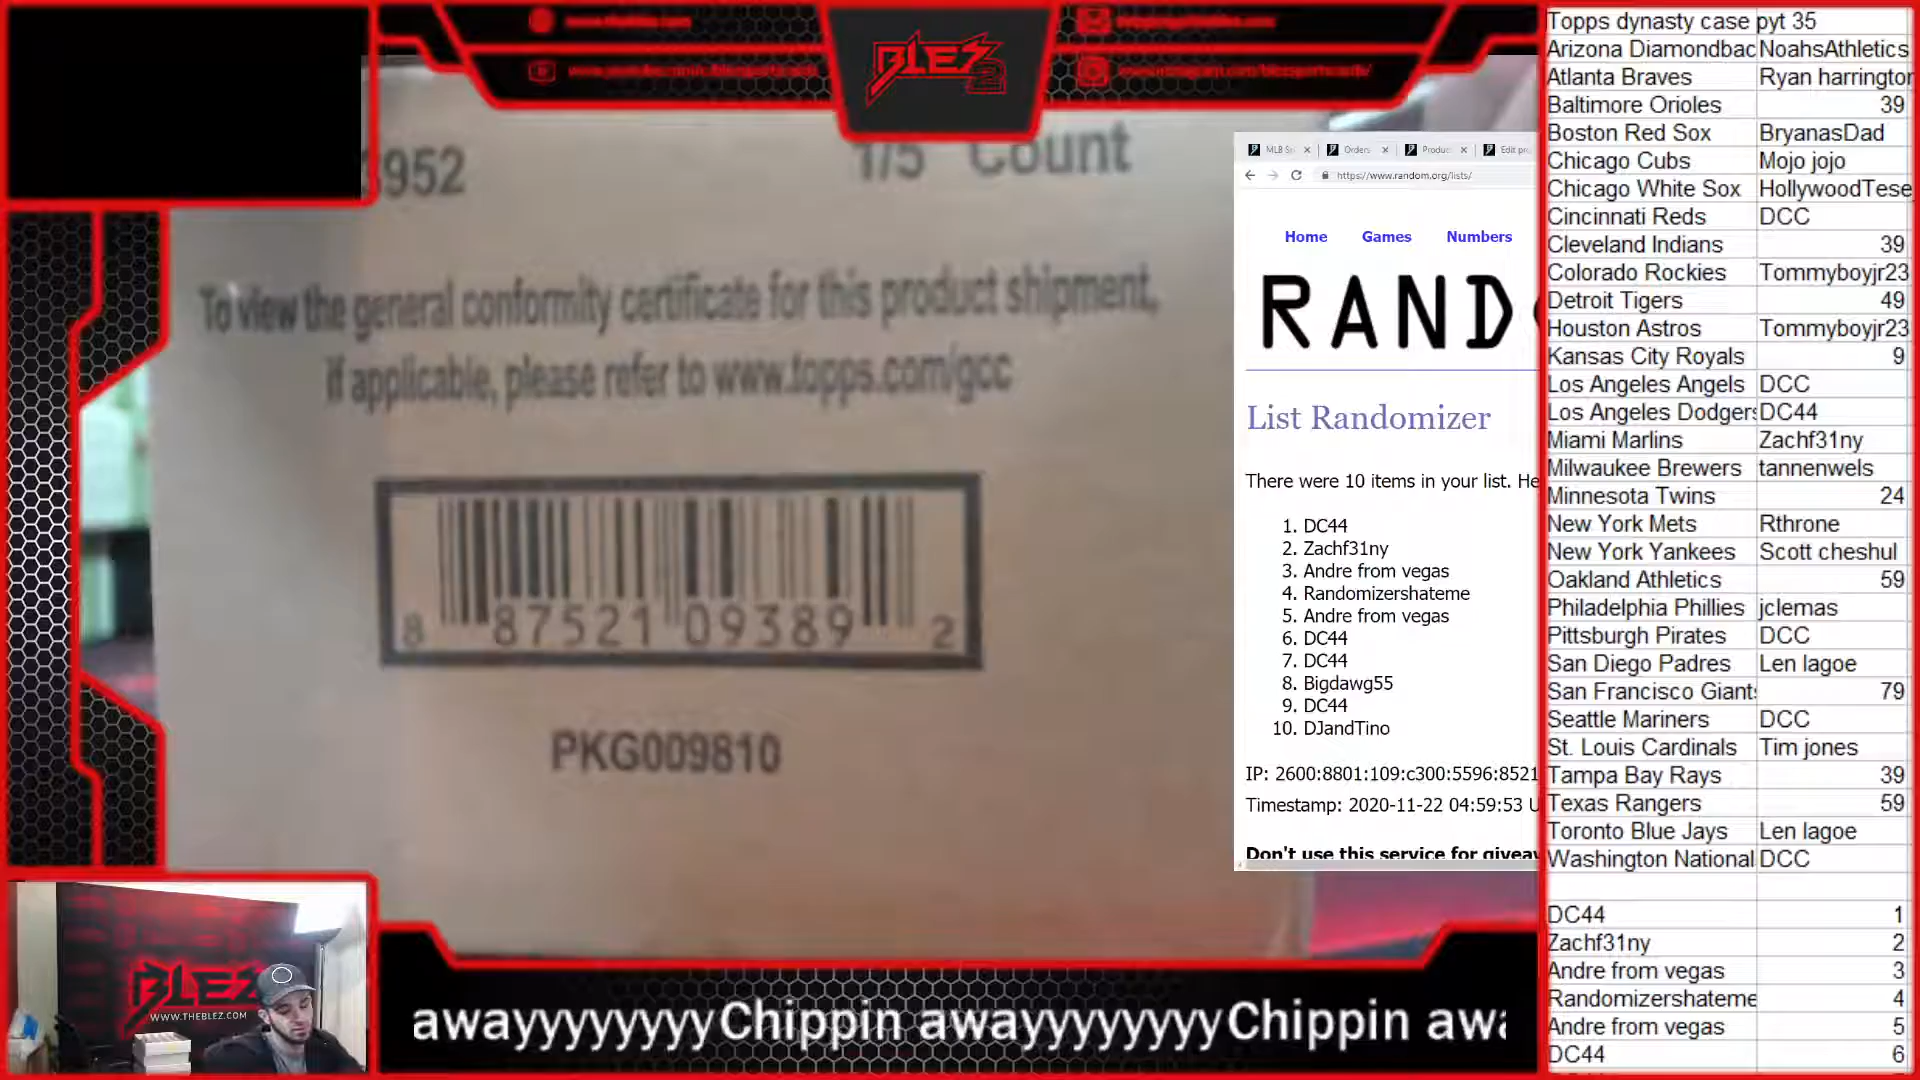 BLEZ
2
3952
1/5 Count
To view the general conformity certificate for this product shipment,
if applicable, please refer to www.topps.com/gcc
8 87521 09389 2
PKG009810
Orders
Edit
https://www.random.org/lists/
Home Games Numbers
RAND
List Randomizer
There were 10 items in your list. He
1. DC44
2. Zachf31ny
3. Andre from vegas
4. Randomizershateme
5. Andre from vegas
6. DC44
7. DC44
8. Bigdawg55
9. DC44
10. DJandTino
IP: 2600:8801:109:c300:5596:8521
Timestamp: 2020-11-22 04:59:53 U
Don't use this service for giveaw
Topps dynasty case pyt 35
Arizona Diamondbac NoahsAthletics
Atlanta Braves Ryan harrington
Baltimore Orioles 39
Boston Red Sox BryanasDad
Chicago Cubs Mojo jojo
Chicago White Sox HollywoodTese
Cincinnati Reds DCC
Cleveland Indians 39
Colorado Rockies Tommyboyjr23
Detroit Tigers 49
Houston Astros Tommyboyjr23
Kansas City Royals 9
Los Angeles Angels DCC
Los Angeles Dodgers DC44
Miami Marlins Zachf31ny
Milwaukee Brewers tannenwels
Minnesota Twins 24
New York Mets Rthrone
New York Yankees Scott cheshul
Oakland Athletics 59
Philadelphia Phillies jclemas
Pittsburgh Pirates DCC
San Diego Padres Len lagoe
San Francisco Giants 79
Seattle Mariners DCC
St. Louis Cardinals Tim jones
Tampa Bay Rays 39
Texas Rangers 59
Toronto Blue Jays Len lagoe
Washington National DCC
DC44 1
Zachf31ny 2
Andre from vegas 3
Randomizershateme 4
Andre from vegas 5
DC44 6
BLEZ
WWW.THEBLEZ.COM
awayyyyyyyy Chippin awayyyyyyyy Chippin awa